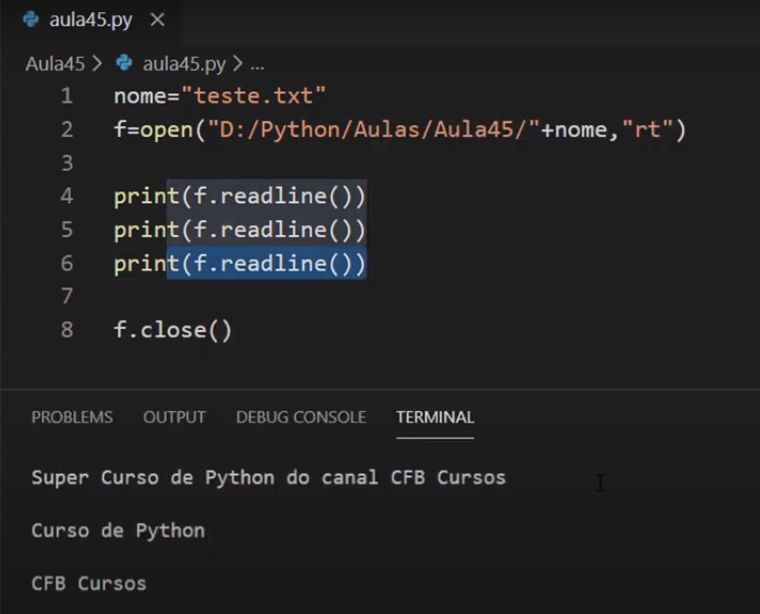 aula45.py
Aula45 > aula45.py > ...
1 nome="teste.txt"
2 f=open("D:/Python/Aulas/Aula45/"+nome,"rt")
3
4 print(f.readline())
5 print(f.readline())
6 print(f.readline())
7
8 f.close()
PROBLEMS OUTPUT DEBUG CONSOLE TERMINAL
Super Curso de Python do canal CFB Cursos
Curso de Python
CFB Cursos